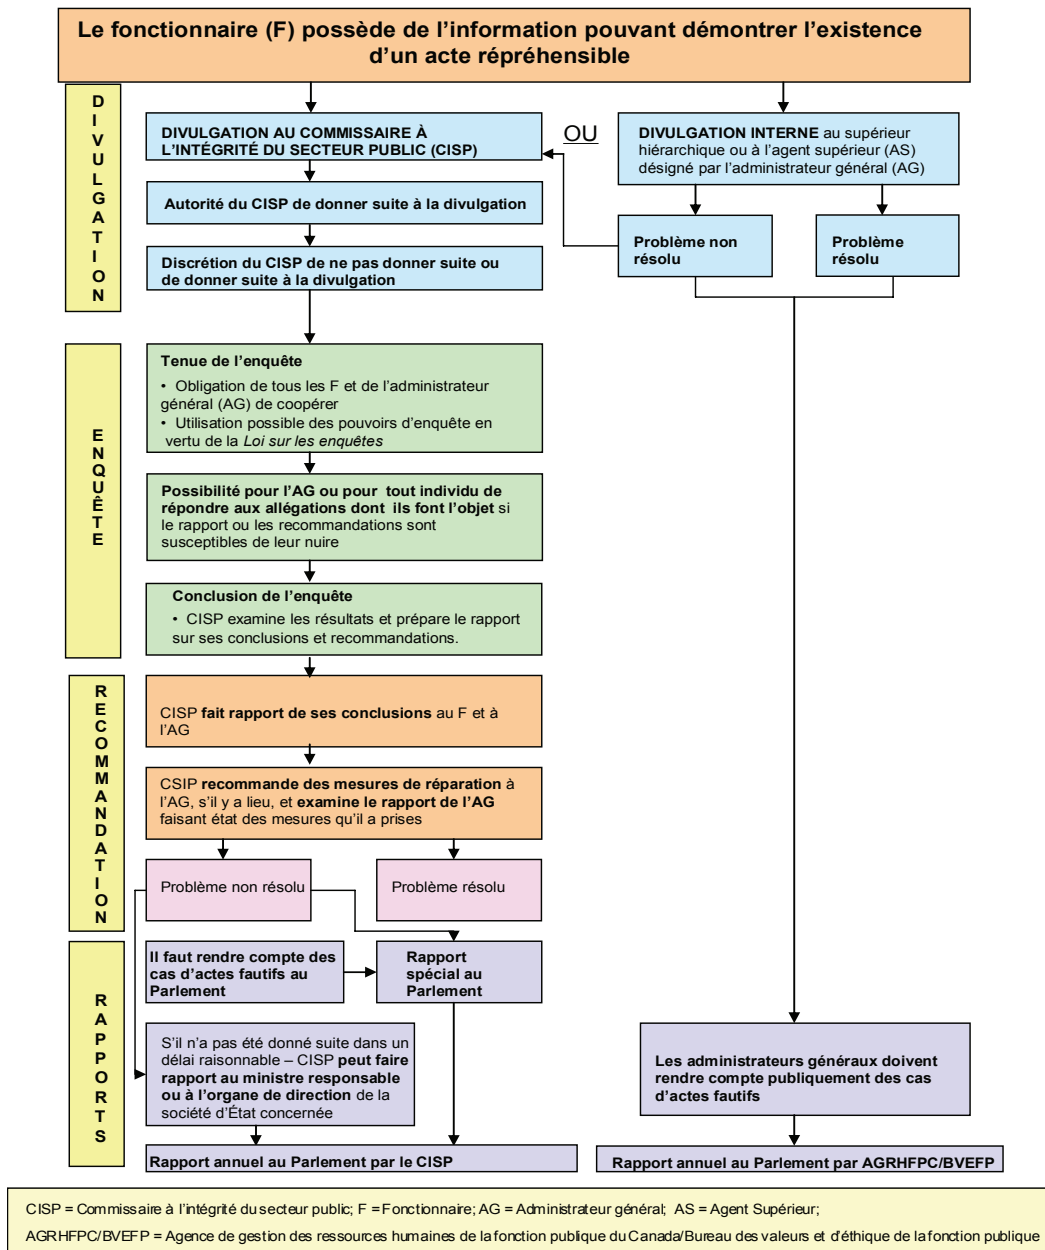 Le fonctionnaire (F) possède de l'information pouvant démontrer l'existence
d'un acte répréhensible
DIVULGATION
DIVULGATION AU COMMISSAIRE À
L'INTÉGRITÉ DU SECTEUR PUBLIC (CISP)
OU
DIVULGATION INTERNE au supérieur
hiérarchique ou à l'agent supérieur (AS)
désigné par l'administrateur général (AG)
Autorité du CISP de donner suite à la divulgation
Problème non
résolu
Problème
résolu
Discrétion du CISP de ne pas donner suite ou
de donner suite à la divulgation
ENQUÊTE
Tenue de l'enquête
• Obligation de tous les F et de l'administrateur
général (AG) de coopérer
• Utilisation possible des pouvoirs d'enquête en
vertu de la Loi sur les enquêtes
Possibilité pour l'AG ou pour tout individu de
répondre aux allégations dont ils font l'objet si
le rapport ou les recommandations sont
susceptibles de leur nuire
Conclusion de l'enquête
• CISP examine les résultats et prépare le rapport
sur ses conclusions et recommandations.
RECOMMANDATION
CISP fait rapport de ses conclusions au F et à
l'AG
CSIP recommande des mesures de réparation à
l'AG, s'il y a lieu, et examine le rapport de l'AG
faisant état des mesures qu'il a prises
Problème non résolu
Problème résolu
RAPPORTS
Il faut rendre compte des
cas d'actes fautifs au
Parlement
Rapport
spécial au
Parlement
S'il n'a pas été donné suite dans un
délai raisonnable – CISP peut faire
rapport au ministre responsable
ou à l'organe de direction de la
société d'État concernée
Les administrateurs généraux doivent
rendre compte publiquement des cas
d'actes fautifs
Rapport annuel au Parlement par le CISP
Rapport annuel au Parlement par AGRHFPC/BVEFP
CISP = Commissaire à l'intégrité du secteur public; F = Fonctionnaire; AG = Administrateur général; AS = Agent Supérieur;
AGRHFPC/BVEFP = Agence de gestion des ressources humaines de la fonction publique du Canada/Bureau des valeurs et d'éthique de la fonction publique